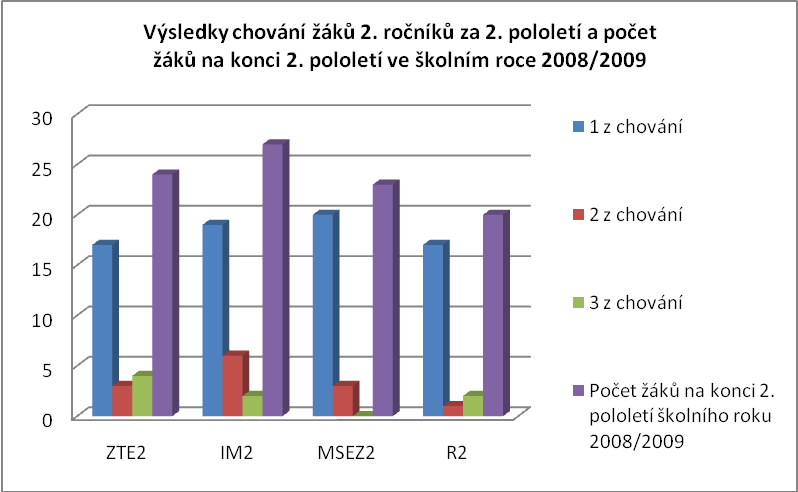 Výsledky chování žáků 2. ročníků za 2. pololetí a počet
žáků na konci 2. pololetí ve školním roce 2008/2009
30
25
20
15
10
5
0
ZTE2
IM2
MSEZ2
R2
1 z chování
2 z chování
3 z chování
Počet žáků na konci 2.
pololetí školního roku
2008/2009